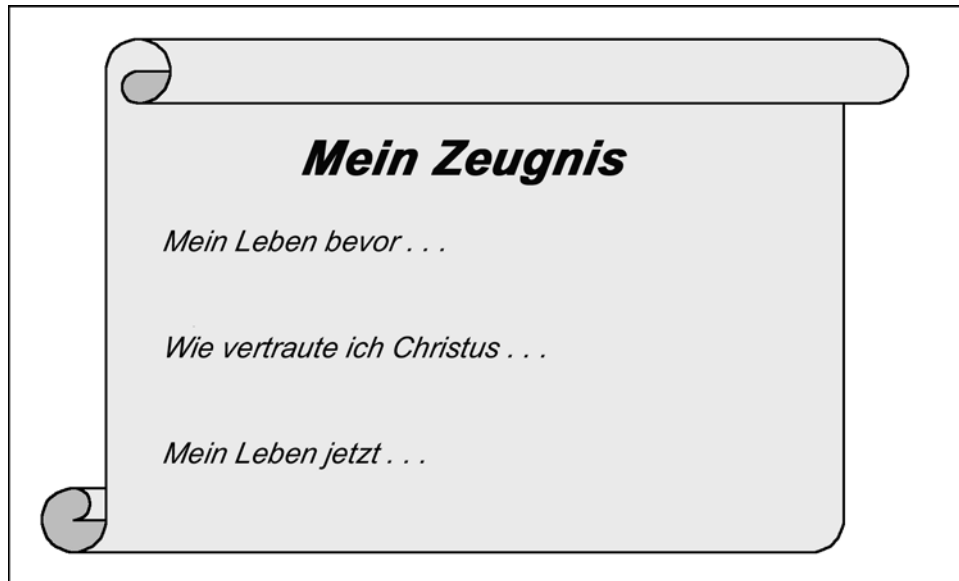 Mein Zeugnis
Mein Leben bevor . . .
Wie vertraute ich Christus . . .
Mein Leben jetzt . . .